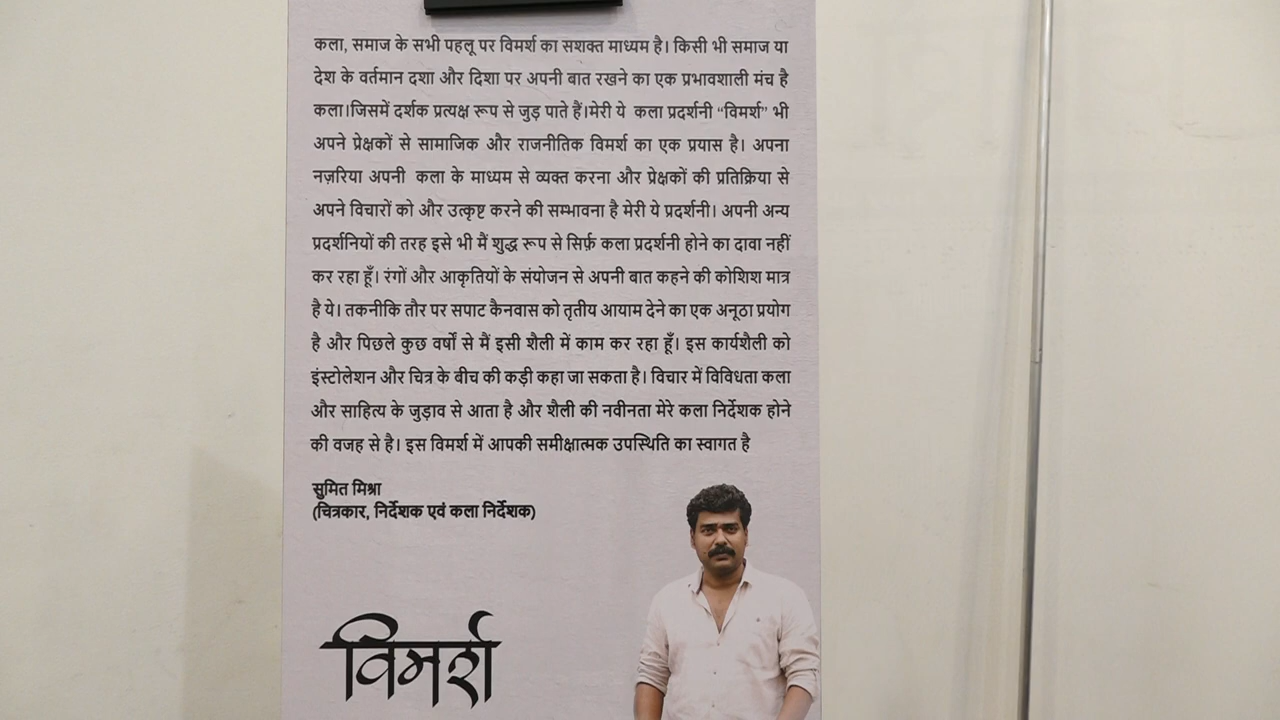 कला, समाज के सभी पहलू पर विमर्श का सशक्त माध्यम है। किसी भी समाज या
देश के वर्तमान दशा और दिशा पर अपनी बात रखने का एक प्रभावशाली मंच है
कला।जिसमें दर्शक प्रत्यक्ष रूप से जुड़ पाते हैं।मेरी ये कला प्रदर्शनी “विमर्श” भी
अपने प्रेक्षकों से सामाजिक और राजनीतिक विमर्श का एक प्रयास है। अपना
नज़रिया अपनी कला के माध्यम से व्यक्त करना और प्रेक्षकों की प्रतिक्रिया से
अपने विचारों को और उत्कृष्ट करने की सम्भावना है मेरी ये प्रदर्शनी। अपनी अन्य
प्रदर्शनियों की तरह इसे भी मैं शुद्ध रूप से सिर्फ़ कला प्रदर्शनी होने का दावा नहीं
कर रहा हूँ। रंगों और आकृतियों के संयोजन से अपनी बात कहने की कोशिश मात्र
है ये। तकनीकि तौर पर सपाट कैनवास को तृतीय आयाम देने का एक अनूठा प्रयोग
है और पिछले कुछ वर्षों से मैं इसी शैली में काम कर रहा हूँ। इस कार्यशैली को
इंस्टोलेशन और चित्र के बीच की कड़ी कहा जा सकता है। विचार में विविधता कला
और साहित्य के जुड़ाव से आता है और शैली की नवीनता मेरे कला निर्देशक होने
की वजह से है। इस विमर्श में आपकी समीक्षात्मक उपस्थिति का स्वागत है
सुमित मिश्रा
(चित्रकार, निर्देशक एवं कला निर्देशक)
विमर्श